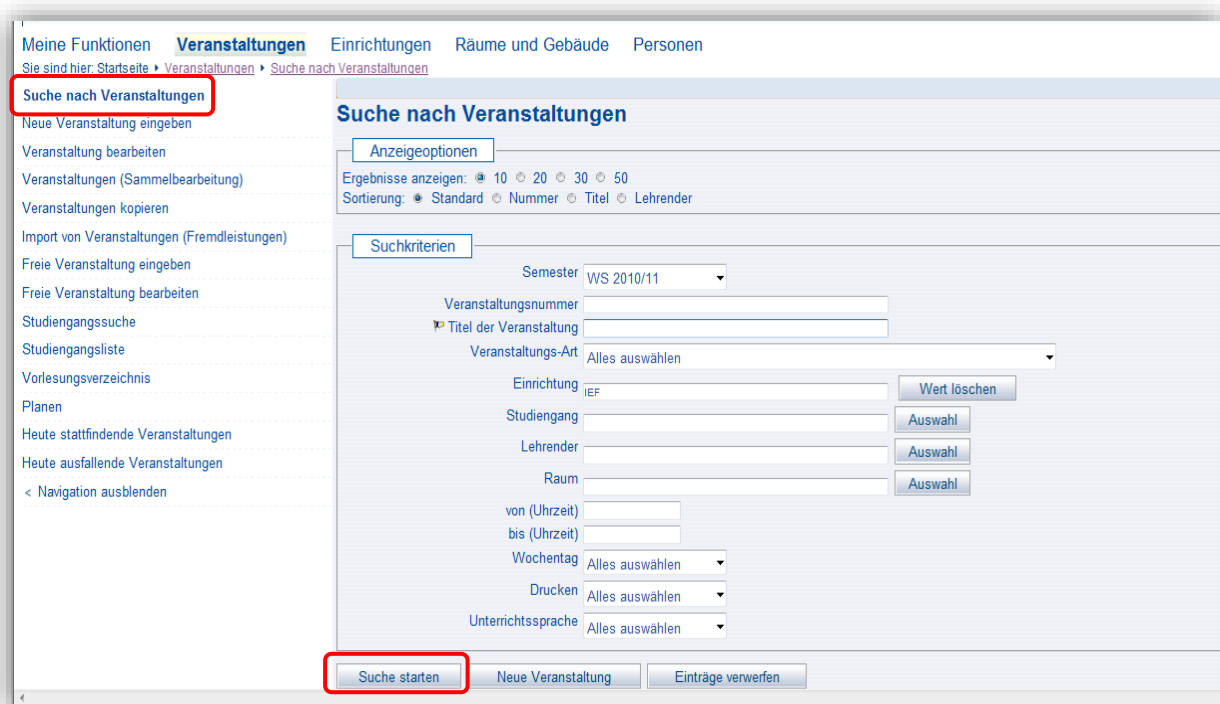 Meine Funktionen Veranstaltungen Einrichtungen Räume und Gebäude Personen
Sie sind hier: Startseite ▸ Veranstaltungen ▸ Suche nach Veranstaltungen
Suche nach Veranstaltungen
Neue Veranstaltung eingeben
Veranstaltung bearbeiten
Veranstaltungen (Sammelbearbeitung)
Veranstaltungen kopieren
Import von Veranstaltungen (Fremdleistungen)
Freie Veranstaltung eingeben
Freie Veranstaltung bearbeiten
Studiengangssuche
Studiengangsliste
Vorlesungsverzeichnis
Planen
Heute stattfindende Veranstaltungen
Heute ausfallende Veranstaltungen
< Navigation ausblenden
Suche nach Veranstaltungen
Anzeigeoptionen
Ergebnisse anzeigen: 10 20 30 50
Sortierung: Standard Nummer Titel Lehrender
Suchkriterien
Semester WS 2010/11
Veranstaltungsnummer
Titel der Veranstaltung
Veranstaltungs-Art Alles auswählen
Einrichtung IEF Wert löschen
Studiengang Auswahl
Lehrender Auswahl
Raum Auswahl
von (Uhrzeit)
bis (Uhrzeit)
Wochentag Alles auswählen
Drucken Alles auswählen
Unterrichtssprache Alles auswählen
Suche starten Neue Veranstaltung Einträge verwerfen